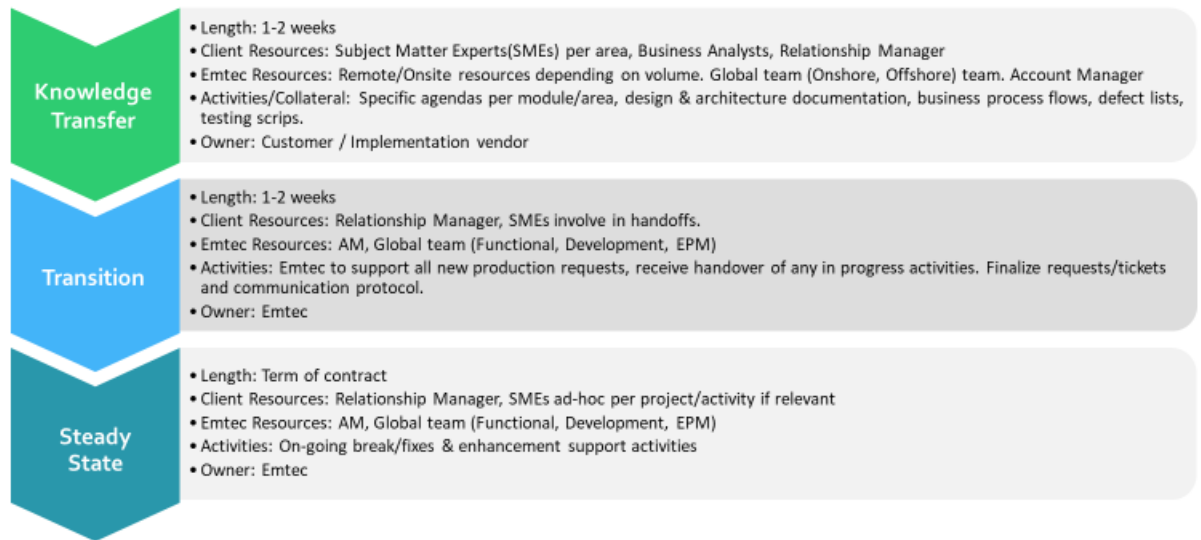 Knowledge
Transfer
• Length: 1-2 weeks
• Client Resources: Subject Matter Experts(SMEs) per area, Business Analysts, Relationship Manager
• Emtec Resources: Remote/Onsite resources depending on volume. Global team (Onshore, Offshore) team. Account Manager
• Activities/Collateral: Specific agendas per module/area, design & architecture documentation, business process flows, defect lists,
testing scrips.
• Owner: Customer / Implementation vendor
Transition
• Length: 1-2 weeks
• Client Resources: Relationship Manager, SMEs involve in handoffs.
• Emtec Resources: AM, Global team (Functional, Development, EPM)
• Activities: Emtec to support all new production requests, receive handover of any in progress activities. Finalize requests/tickets
and communication protocol.
• Owner: Emtec
Steady
State
• Length: Term of contract
• Client Resources: Relationship Manager, SMEs ad-hoc per project/activity if relevant
• Emtec Resources: AM, Global team (Functional, Development, EPM)
• Activities: On-going break/fixes & enhancement support activities
• Owner: Emtec